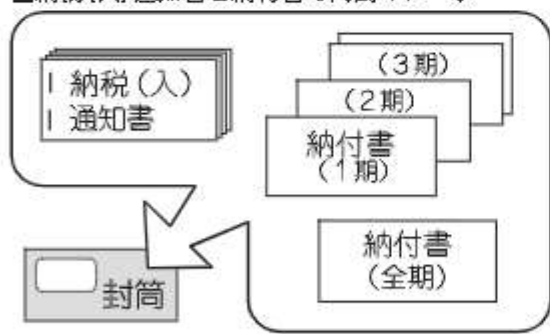 納税(入)
通知書
(3期)
(2期)
納付書
(1期)
納付書
(全期)
封筒